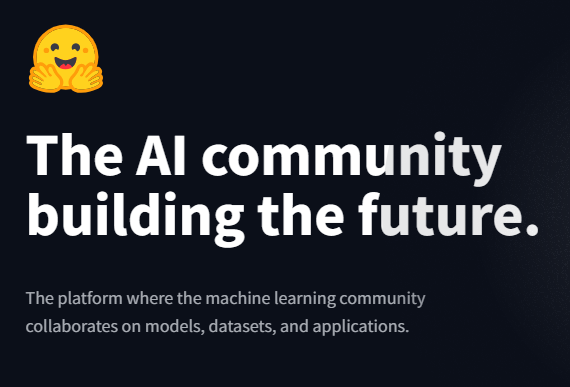 The AI community
building the future.
The platform where the machine learning community
collaborates on models, datasets, and applications.